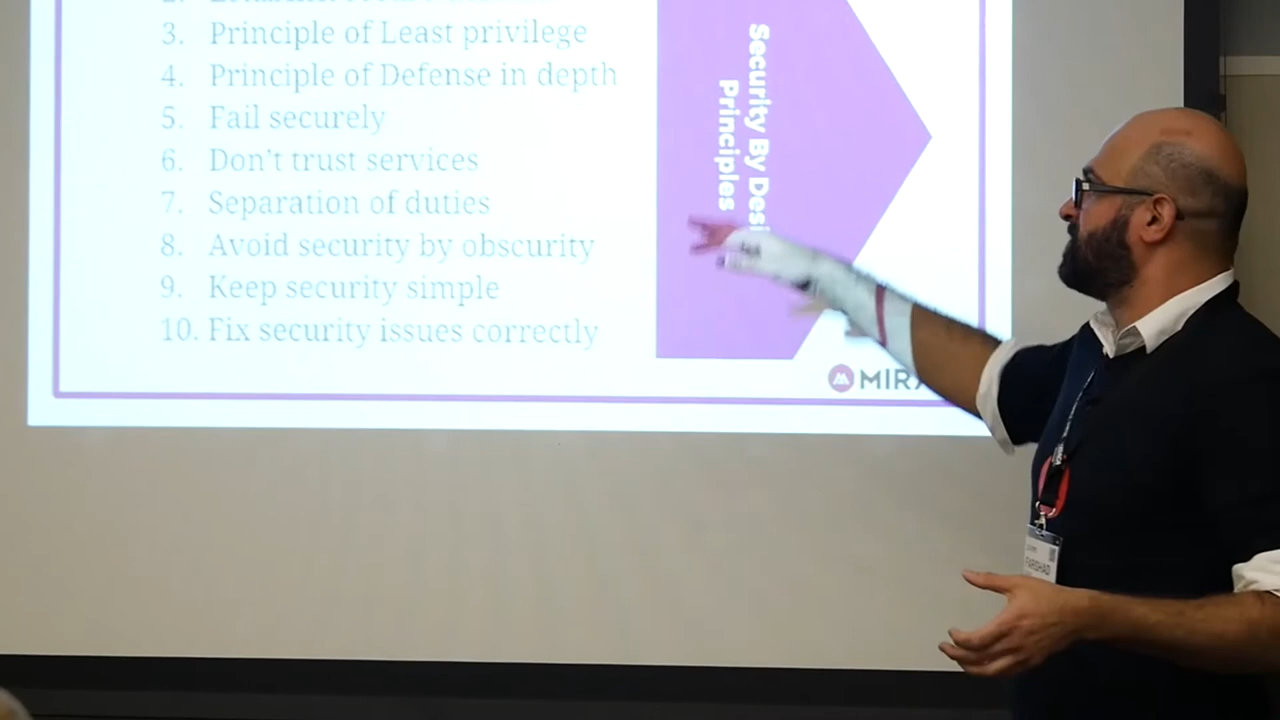 3. Principle of Least privilege
4. Principle of Defense in depth
5. Fail securely
6. Don't trust services
7. Separation of duties
8. Avoid security by obscurity
9. Keep security simple
10. Fix security issues correctly
Security By Desi
Principles
MIR
FARSHAD